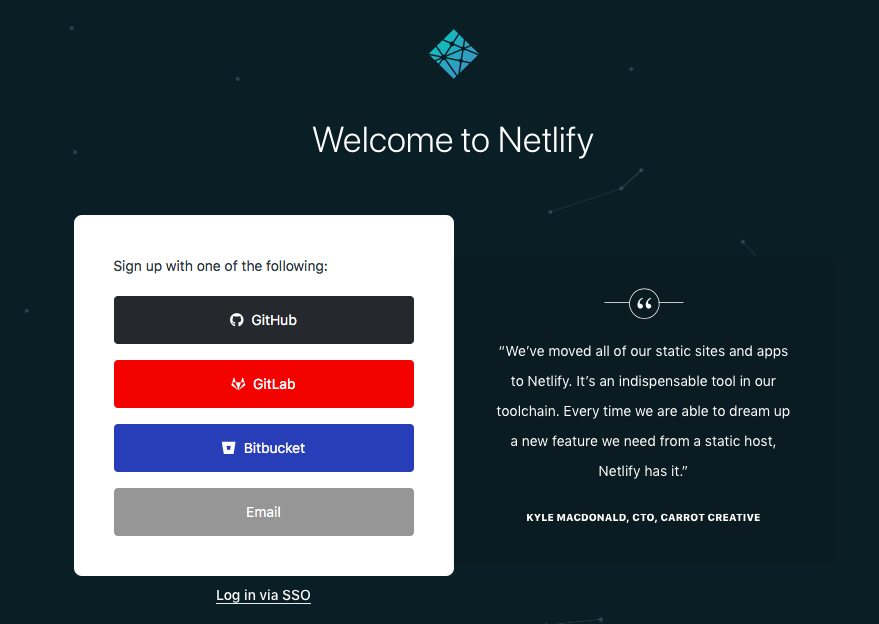 Welcome to Netlify
Sign up with one of the following:
GitHub
GitLab
Bitbucket
Email
Log in via SSO
“We’ve moved all of our static sites and apps
to Netlify. It’s an indispensable tool in our
toolchain. Every time we are able to dream up
a new feature we need from a static host,
Netlify has it.”
KYLE MACDONALD, CTO, CARROT CREATIVE